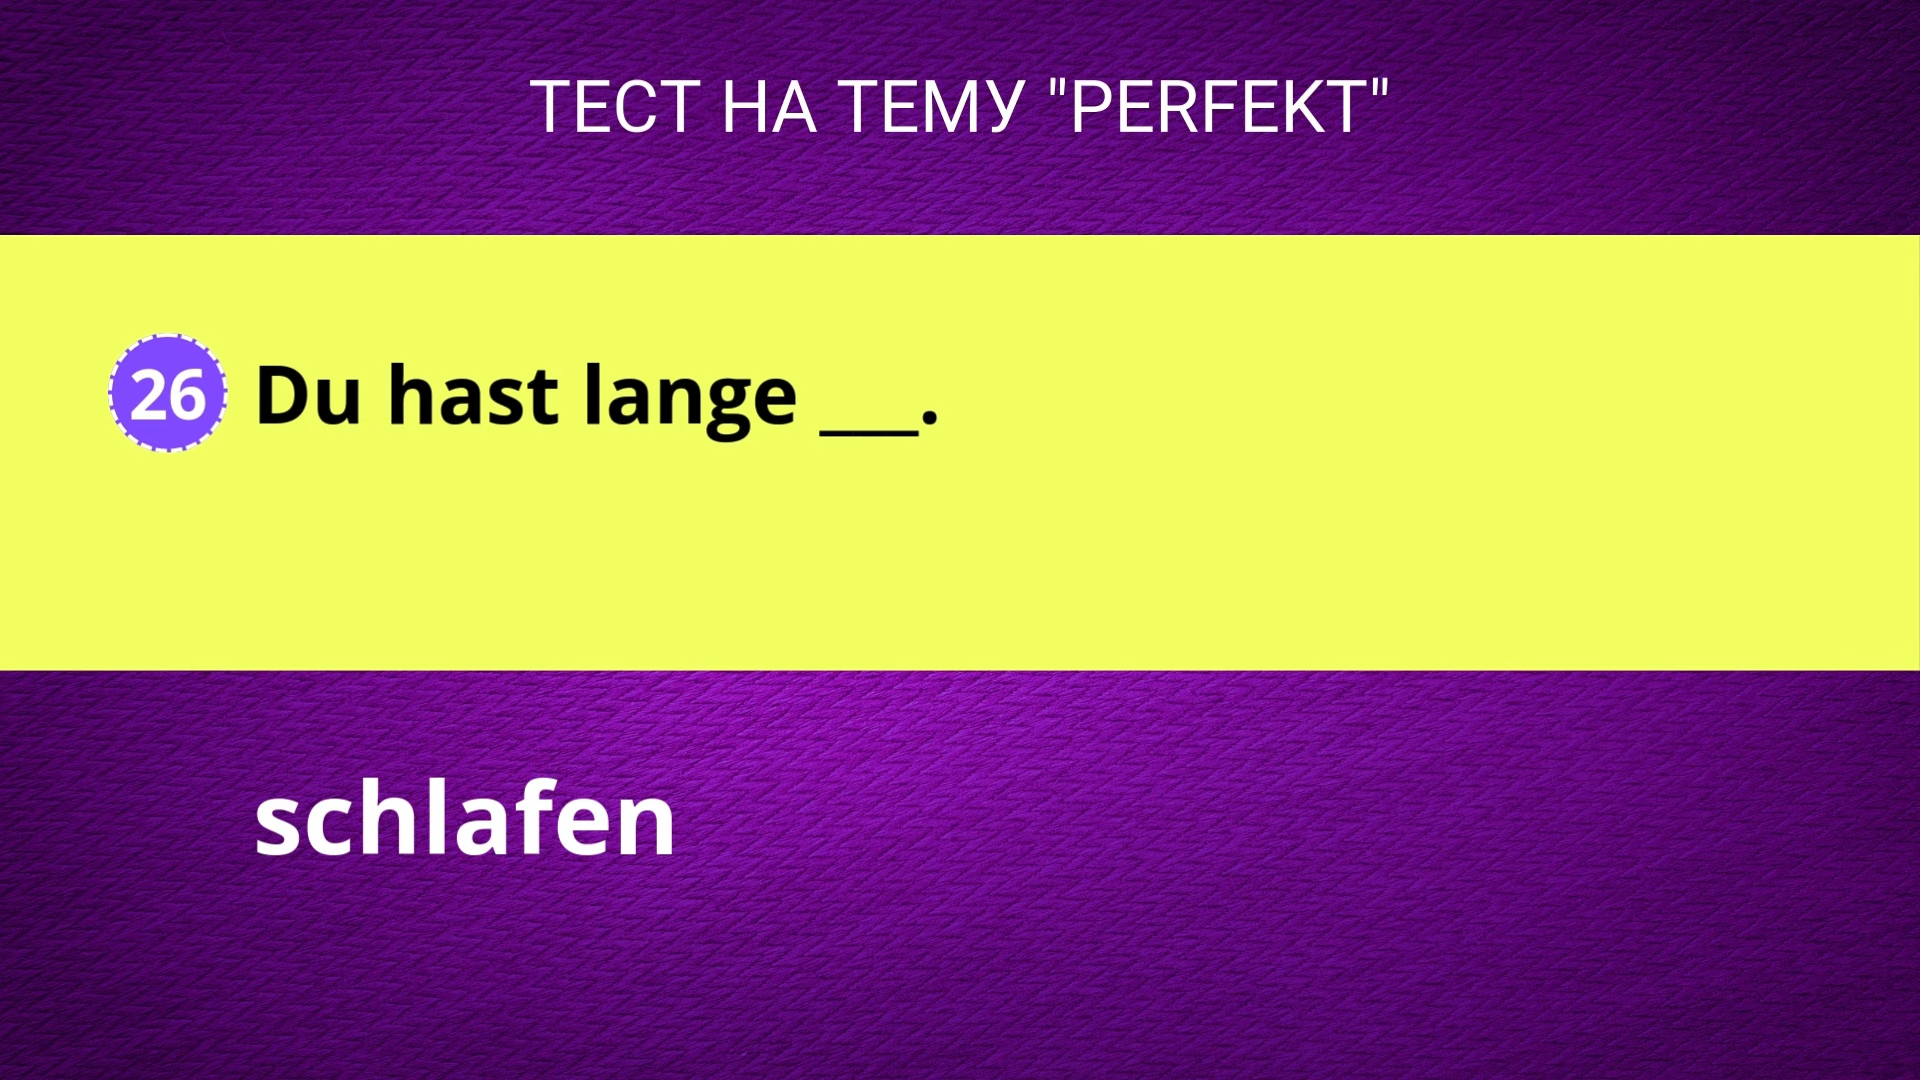 ТЕСТ НА ТЕМУ "PERFEKT"
26 Du hast lange ___.
schlafen